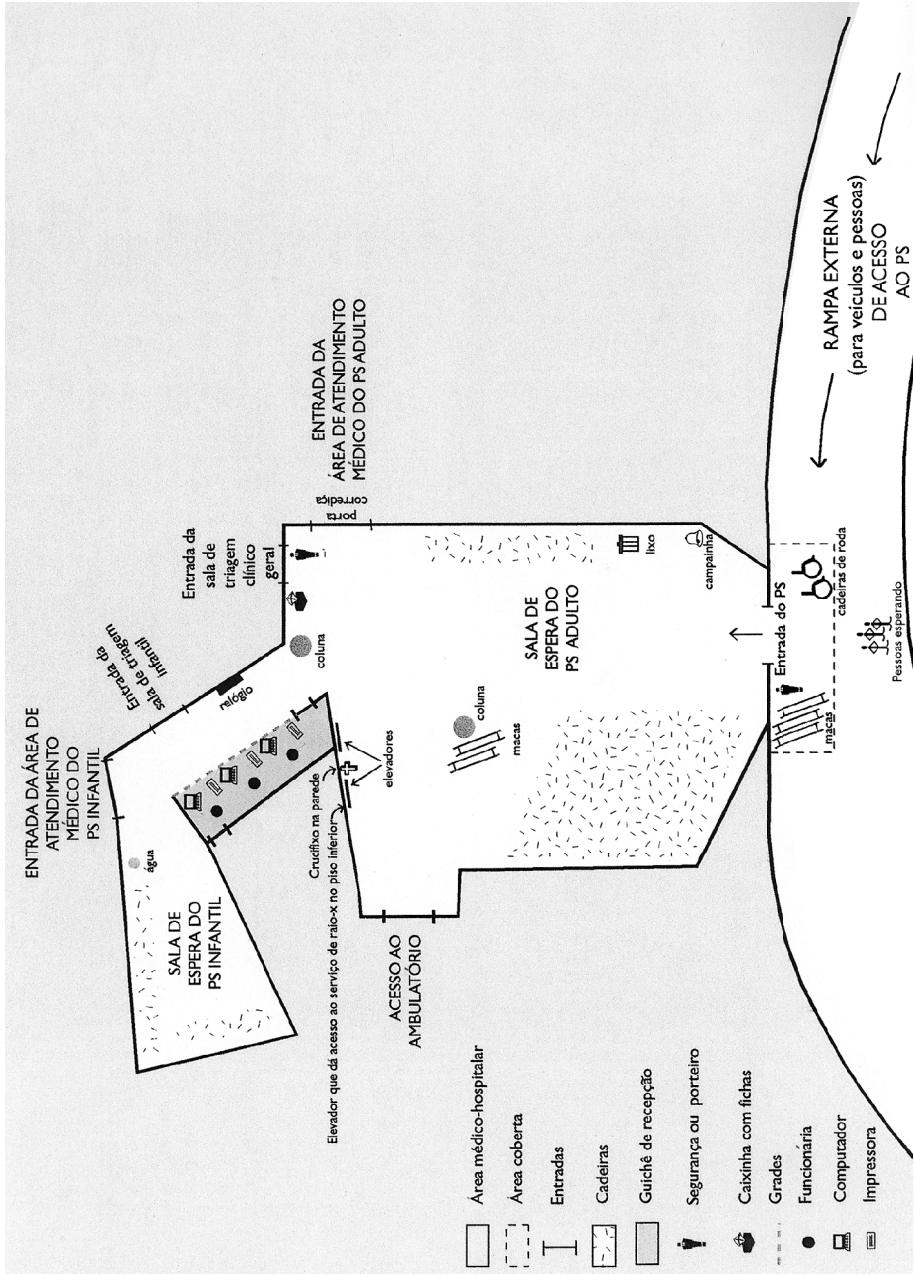 ENTRADA DA ÁREA DE
ATENDIMENTO
MÉDICO DO
PS INFANTIL
Entrada da
sala de triagem
infantil
Entrada da
sala de
triagem
clínico
geral
ENTRADA DA
ÁREA DE ATENDIMENTO
MÉDICO DO PS ADULTO
porta
corrediça
relógio
coluna
água
SALA DE
ESPERA DO
PS INFANTIL
Crucifixo na parede
Elevador que dá acesso ao serviço de raio-x no piso inferior
elevadores
ACESSO AO
AMBULATÓRIO
coluna
macas
SALA DE
ESPERA DO
PS ADULTO
lixo
campainha
Entrada do PS
macas
cadeiras de roda
Pessoas esperando
RAMPA EXTERNA
(para veículos e pessoas)
DE ACESSO
AO PS
Área médico-hospitalar
Área coberta
Entradas
Cadeiras
Guichê de recepção
Segurança ou porteiro
Caixinha com fichas
Grades
Funcionária
Computador
Impressora